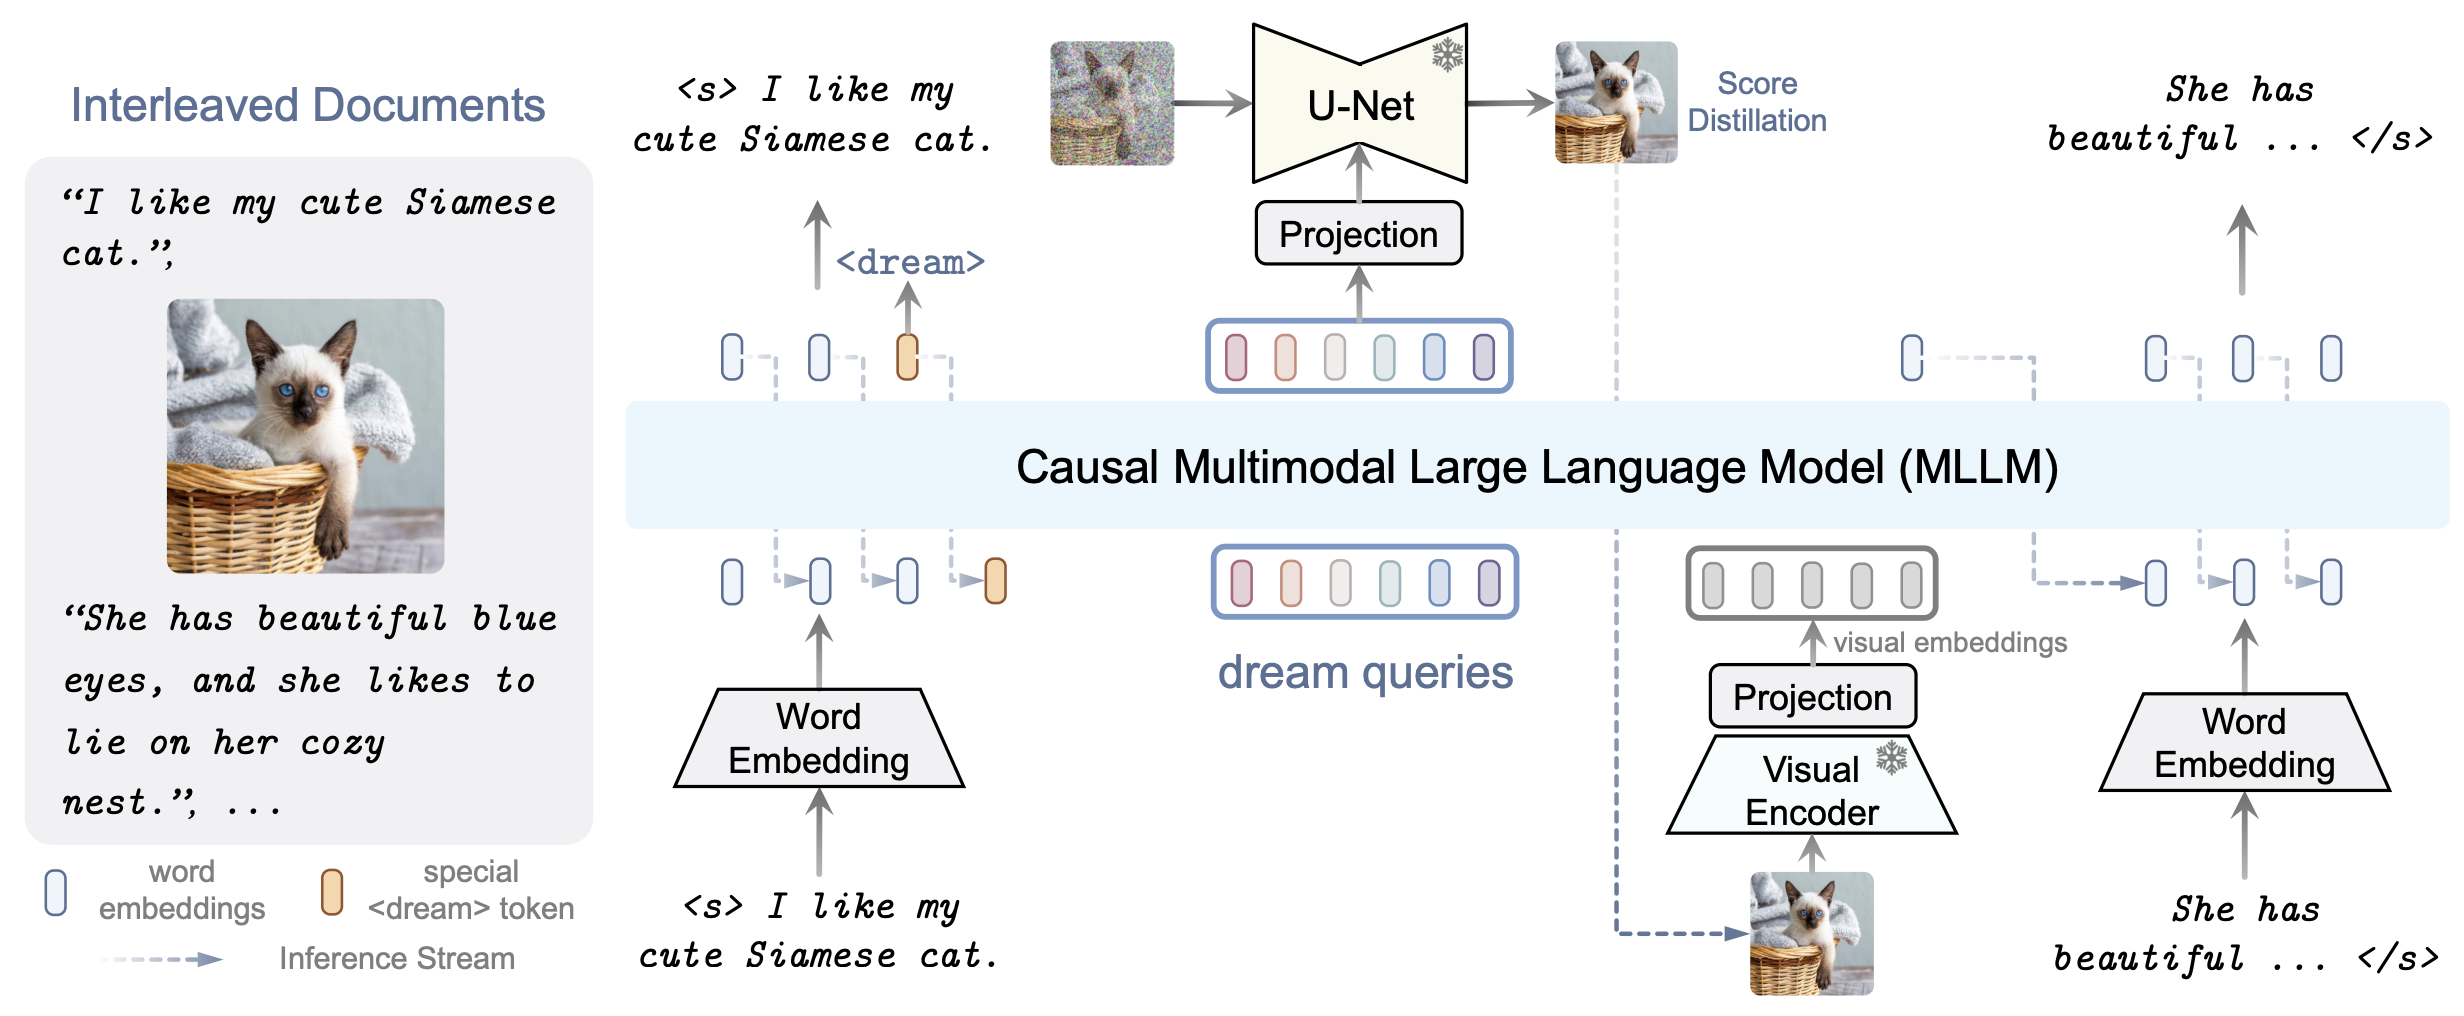 Interleaved Documents
“I like my cute Siamese
cat.”,
“She has beautiful blue
eyes, and she likes to
lie on her cozy
nest.”, ...
word
embeddings
special
<dream> token
Inference Stream
<s> I like my
cute Siamese cat.
<dream>
U-Net
Score
Distillation
Projection
She has
beautiful ... </s>
Causal Multimodal Large Language Model (MLLM)
Word
Embedding
<s> I like my
cute Siamese cat.
dream queries
visual embeddings
Projection
Visual
Encoder
Word
Embedding
She has
beautiful ... </s>